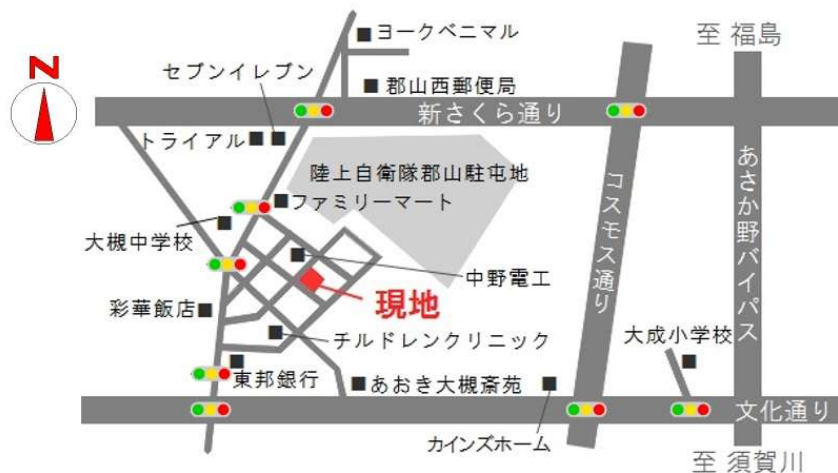 ヨークベニマル
至 福島
セブンイレブン
N
郡山西郵便局
新さくら通り
トライアル
陸上自衛隊郡山駐屯地
ファミリーマート
コスモス通り
あさか野バイパス
大槻中学校
中野電工
現地
彩華飯店
チルドレンクリニック
大成小学校
東邦銀行
あおき大槻斎苑
文化通り
カインズホーム
至 須賀川